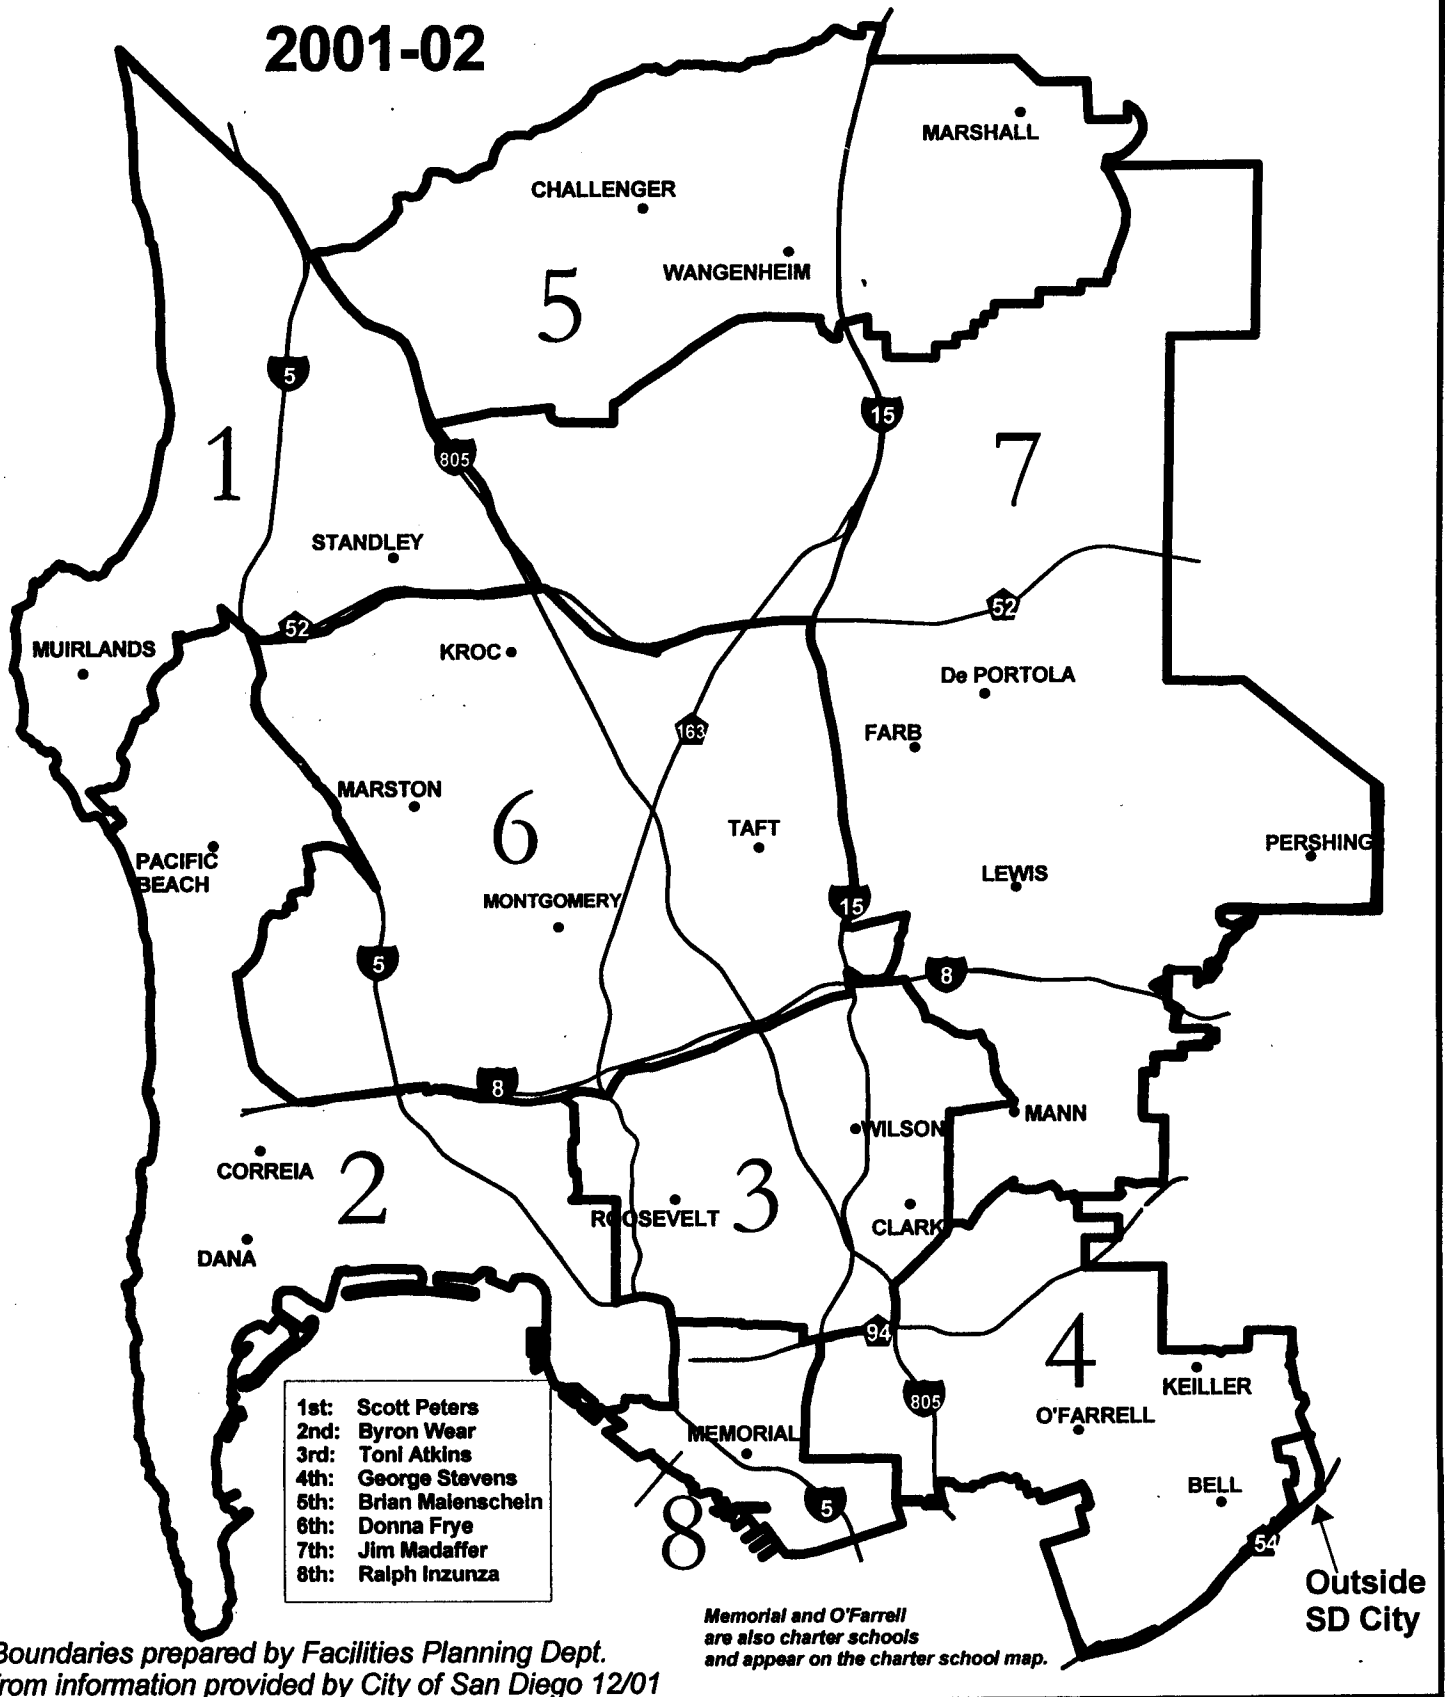 2001-02
MARSHALL
CHALLENGER
WANGENHEIM
5
5
15
1
7
805
STANDLEY
52
52
MUIRLANDS
KROC
De PORTOLA
163
FARB
MARSTON
6
TAFT
PERSHING
PACIFIC
BEACH
LEWIS
MONTGOMERY
15
5
8
8
MANN
WILSON
CORREIA
2
3
ROOSEVELT
CLARK
DANA
94
4
KEILLER
805
O'FARRELL
MEMORIAL
BELL
5
8
54
1st: Scott Peters
2nd: Byron Wear
3rd: Toni Atkins
4th: George Stevens
5th: Brian Maienschein
6th: Donna Frye
7th: Jim Madaffer
8th: Ralph Inzunza
Outside
SD City
Memorial and O'Farrell
are also charter schools
and appear on the charter school map.
Boundaries prepared by Facilities Planning Dept.
from information provided by City of San Diego 12/01